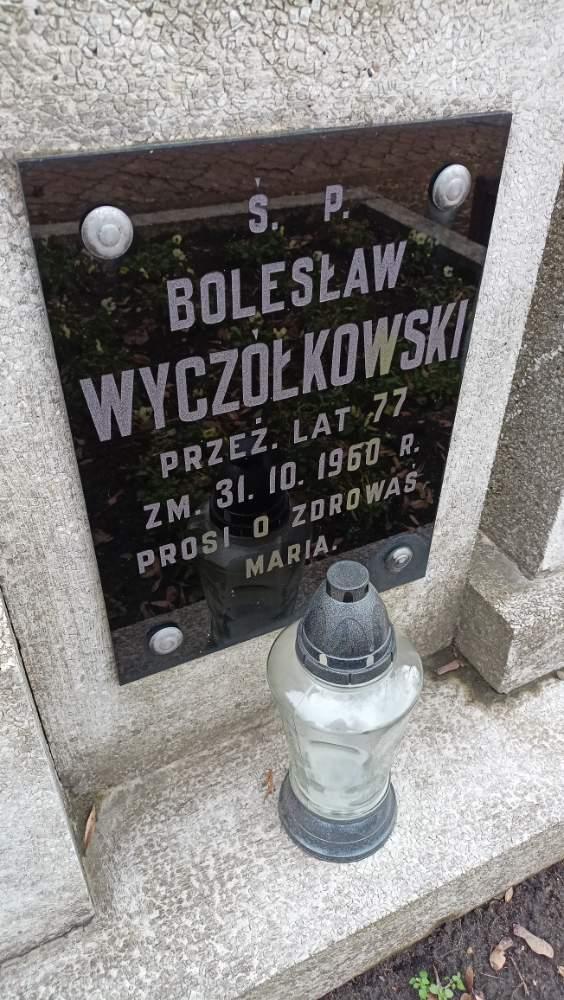 Ś. P.
BOLESŁAW
WYCZÓŁKOWSKI
PRZEŻ. LAT 77
ZM. 31. 10. 1960 R.
PROSI O ZDROWAŚ
MARIA.